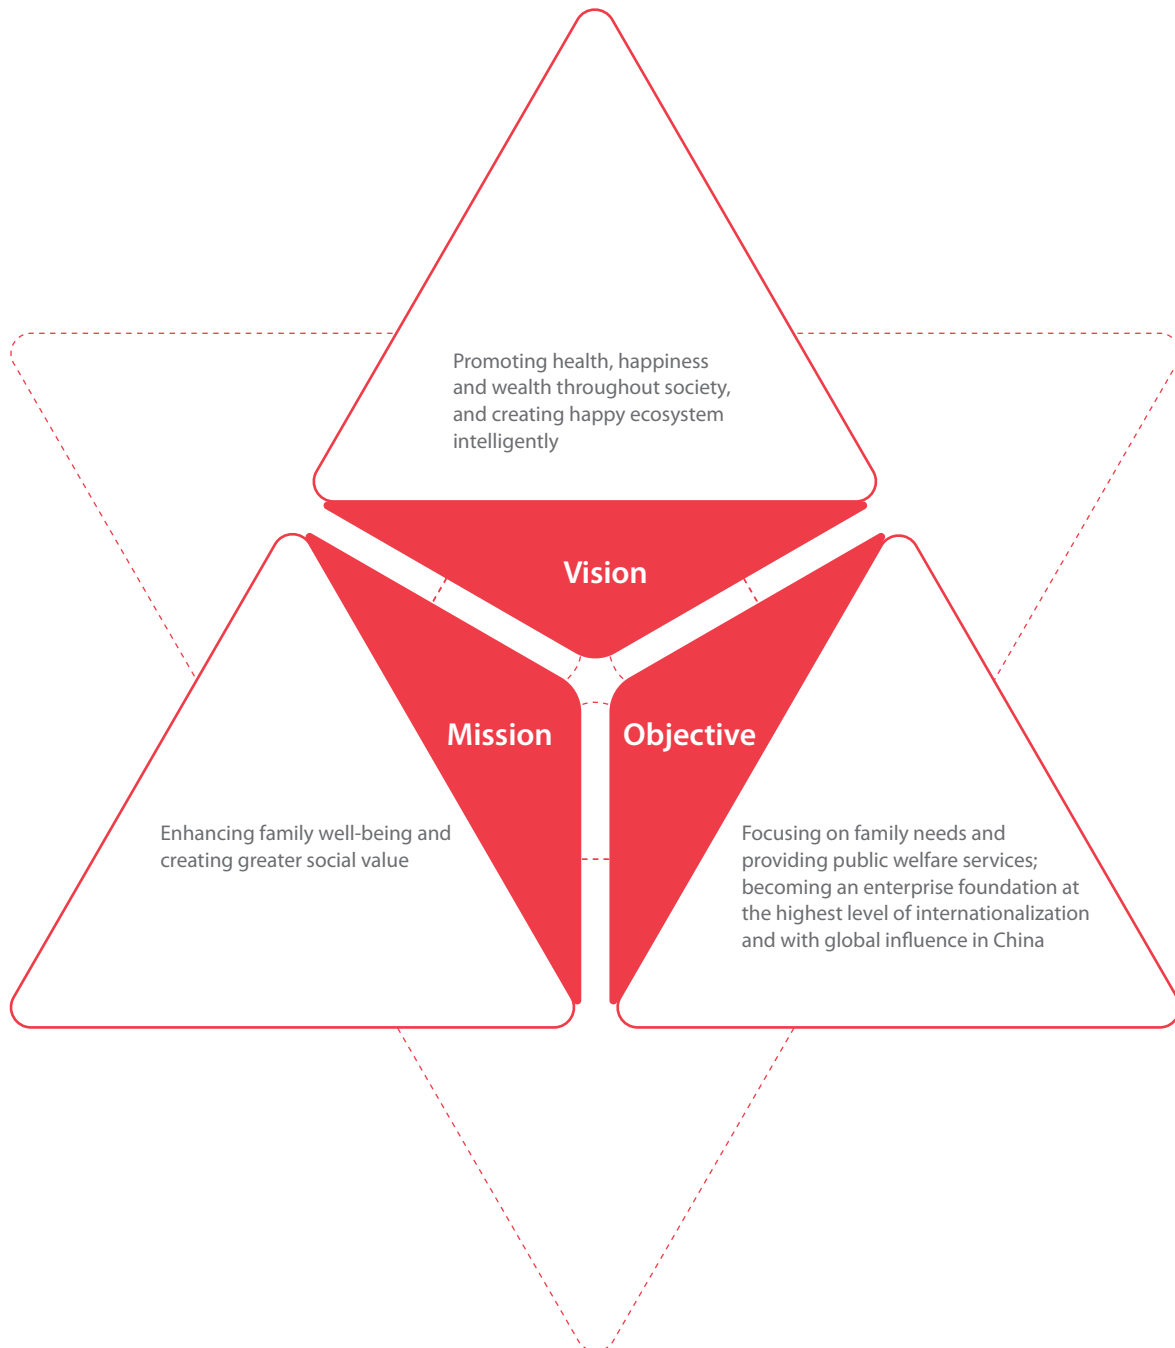 Promoting health, happiness
and wealth throughout society,
and creating happy ecosystem
intelligently
Vision
Mission
Enhancing family well-being and
creating greater social value
Objective
Focusing on family needs and
providing public welfare services;
becoming an enterprise foundation at
the highest level of internationalization
and with global influence in China